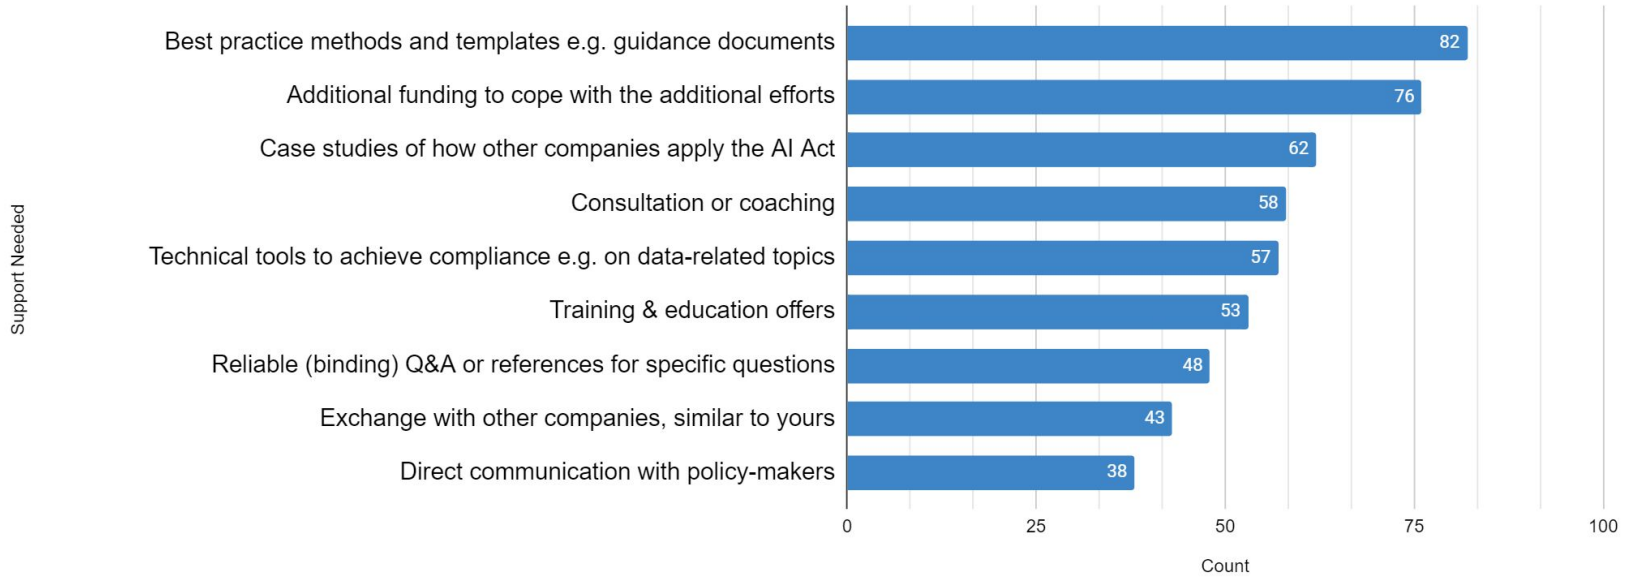 Support Needed
Best practice methods and templates e.g. guidance documents 82
Additional funding to cope with the additional efforts 76
Case studies of how other companies apply the AI Act 62
Consultation or coaching 58
Technical tools to achieve compliance e.g. on data-related topics 57
Training & education offers 53
Reliable (binding) Q&A or references for specific questions 48
Exchange with other companies, similar to yours 43
Direct communication with policy-makers 38
0 25 50 75 100
Count